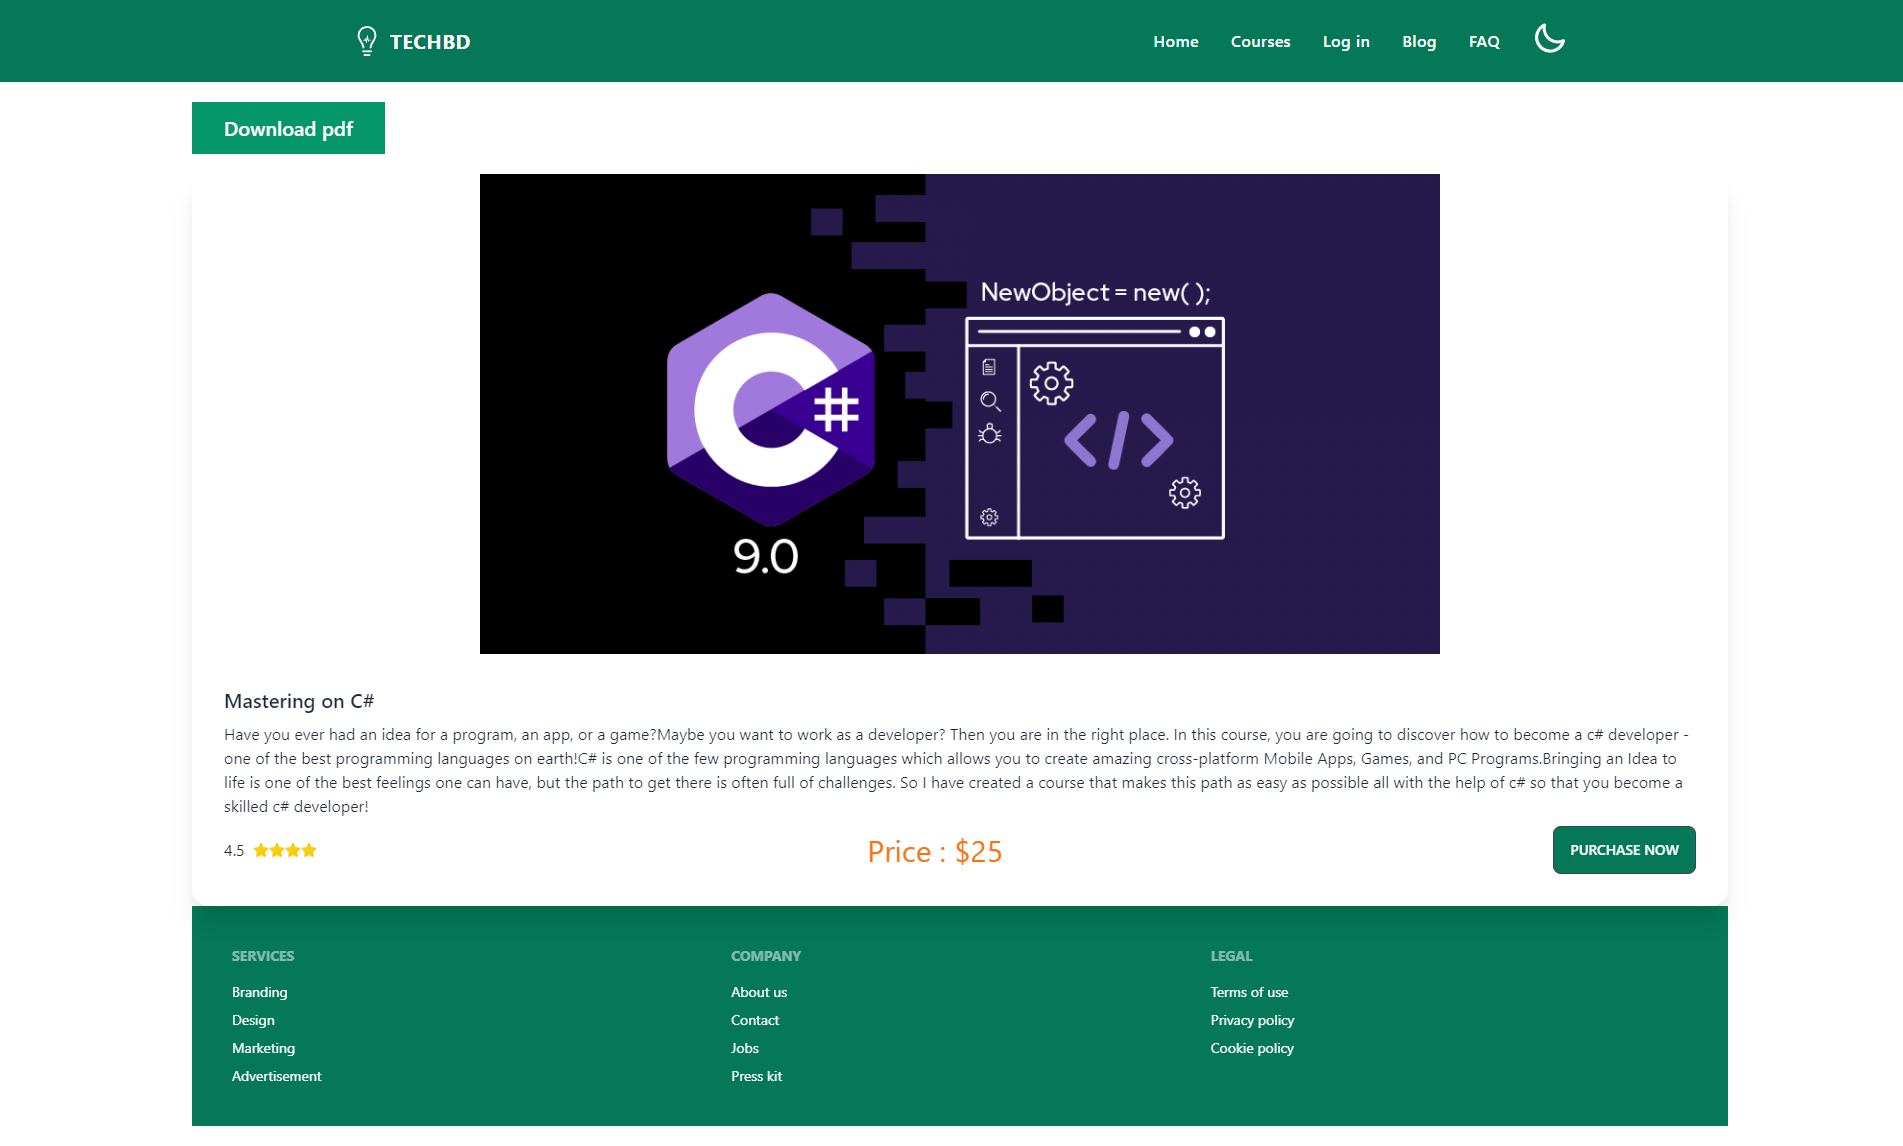 TECHBD
Home Courses Log in Blog FAQ
Download pdf
NewObject = new( );
C#
9.0
Mastering on C#
Have you ever had an idea for a program, an app, or a game?Maybe you want to work as a developer? Then you are in the right place. In this course, you are going to discover how to become a c# developer -
one of the best programming languages on earth!C# is one of the few programming languages which allows you to create amazing cross-platform Mobile Apps, Games, and PC Programs.Bringing an Idea to
life is one of the best feelings one can have, but the path to get there is often full of challenges. So I have created a course that makes this path as easy as possible all with the help of c# so that you become a
skilled c# developer!
4.5
Price : $25
PURCHASE NOW
SERVICES
Branding
Design
Marketing
Advertisement
COMPANY
About us
Contact
Jobs
Press kit
LEGAL
Terms of use
Privacy policy
Cookie policy